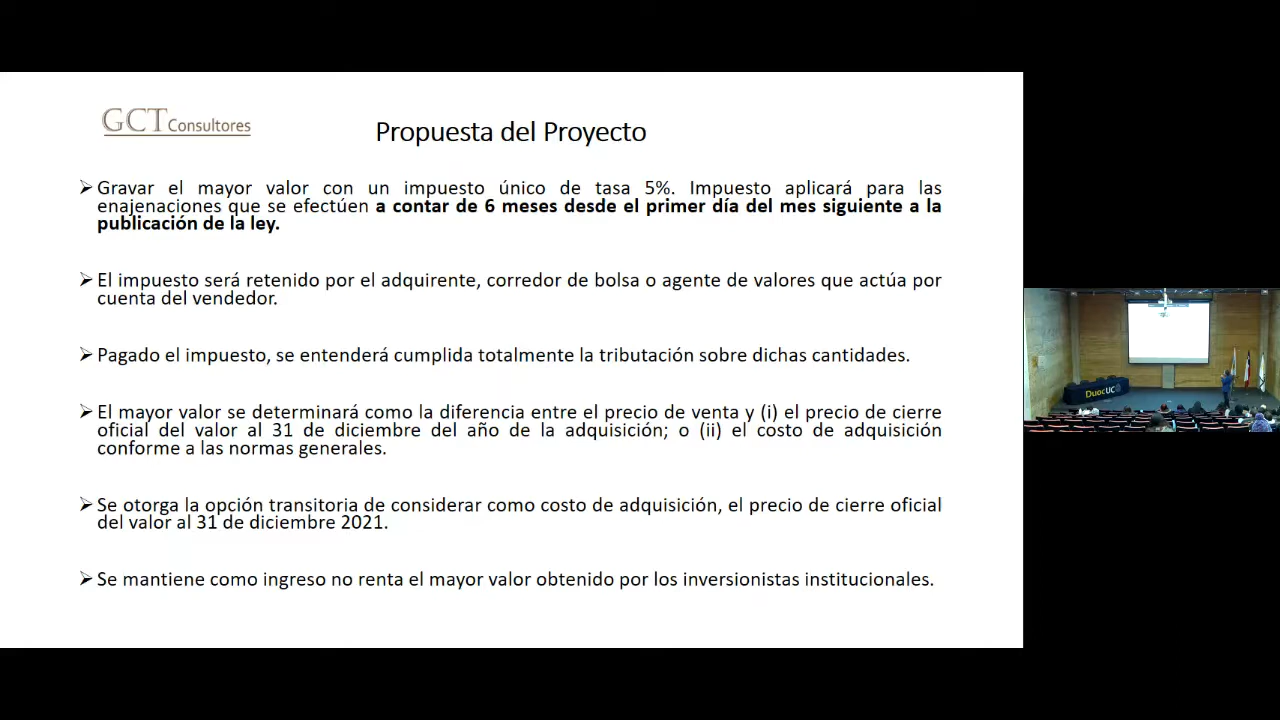 GCT Consultores
Propuesta del Proyecto
➢ Gravar el mayor valor con un impuesto único de tasa 5%. Impuesto aplicará para las
enajenaciones que se efectúen a contar de 6 meses desde el primer día del mes siguiente a la
publicación de la ley.
➢ El impuesto será retenido por el adquirente, corredor de bolsa o agente de valores que actúa por
cuenta del vendedor.
➢ Pagado el impuesto, se entenderá cumplida totalmente la tributación sobre dichas cantidades.
➢ El mayor valor se determinará como la diferencia entre el precio de venta y (i) el precio de cierre
oficial del valor al 31 de diciembre del año de la adquisición; o (ii) el costo de adquisición
conforme a las normas generales.
➢ Se otorga la opción transitoria de considerar como costo de adquisición, el precio de cierre oficial
del valor al 31 de diciembre 2021.
➢ Se mantiene como ingreso no renta el mayor valor obtenido por los inversionistas institucionales.
Duoc UC